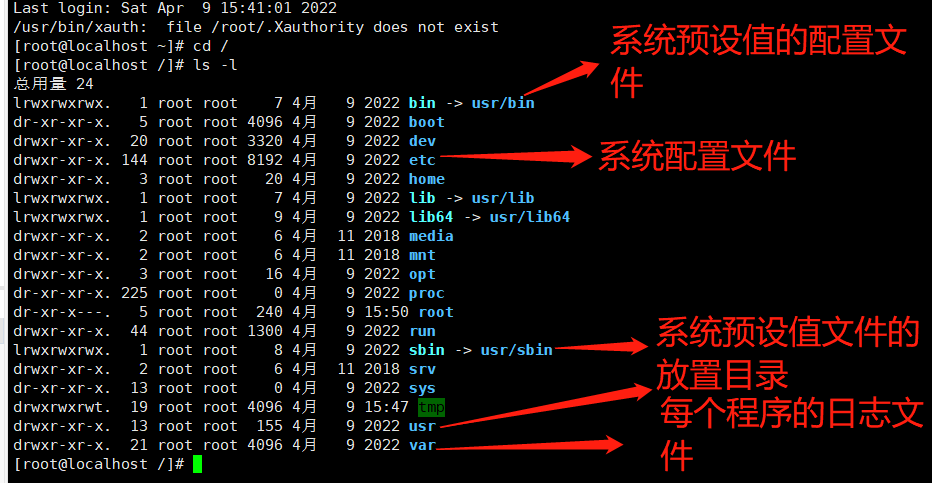 Last login: Sat Apr  9 15:41:01 2022
/usr/bin/xauth:  file /root/.Xauthority does not exist
[root@localhost ~]# cd /
[root@localhost /]# ls -l
总用量 24
lrwxrwxrwx.   1 root root    7 4月   9 2022 bin -> usr/bin
dr-xr-xr-x.   5 root root 4096 4月   9 2022 boot
drwxr-xr-x.  20 root root 3320 4月   9 2022 dev
drwxr-xr-x. 144 root root 8192 4月   9 2022 etc
drwxr-xr-x.   3 root root   20 4月   9 2022 home
lrwxrwxrwx.   1 root root    7 4月   9 2022 lib -> usr/lib
lrwxrwxrwx.   1 root root    9 4月   9 2022 lib64 -> usr/lib64
drwxr-xr-x.   2 root root    6 4月  11 2018 media
drwxr-xr-x.   2 root root    6 4月  11 2018 mnt
drwxr-xr-x.   3 root root   16 4月   9 2022 opt
dr-xr-xr-x. 225 root root    0 4月   9 2022 proc
dr-xr-x---.   5 root root  240 4月   9 15:50 root
drwxr-xr-x.  44 root root 1300 4月   9 2022 run
lrwxrwxrwx.   1 root root    8 4月   9 2022 sbin -> usr/sbin
drwxr-xr-x.   2 root root    6 4月  11 2018 srv
dr-xr-xr-x.  13 root root    0 4月   9 2022 sys
drwxrwxrwt.  19 root root 4096 4月   9 15:47 tmp
drwxr-xr-x.  13 root root  155 4月   9 2022 usr
drwxr-xr-x.  21 root root 4096 4月   9 2022 var
[root@localhost /]#
系统预设值的配置文
件
系统配置文件
系统预设值文件的
放置目录
每个程序的日志文
件